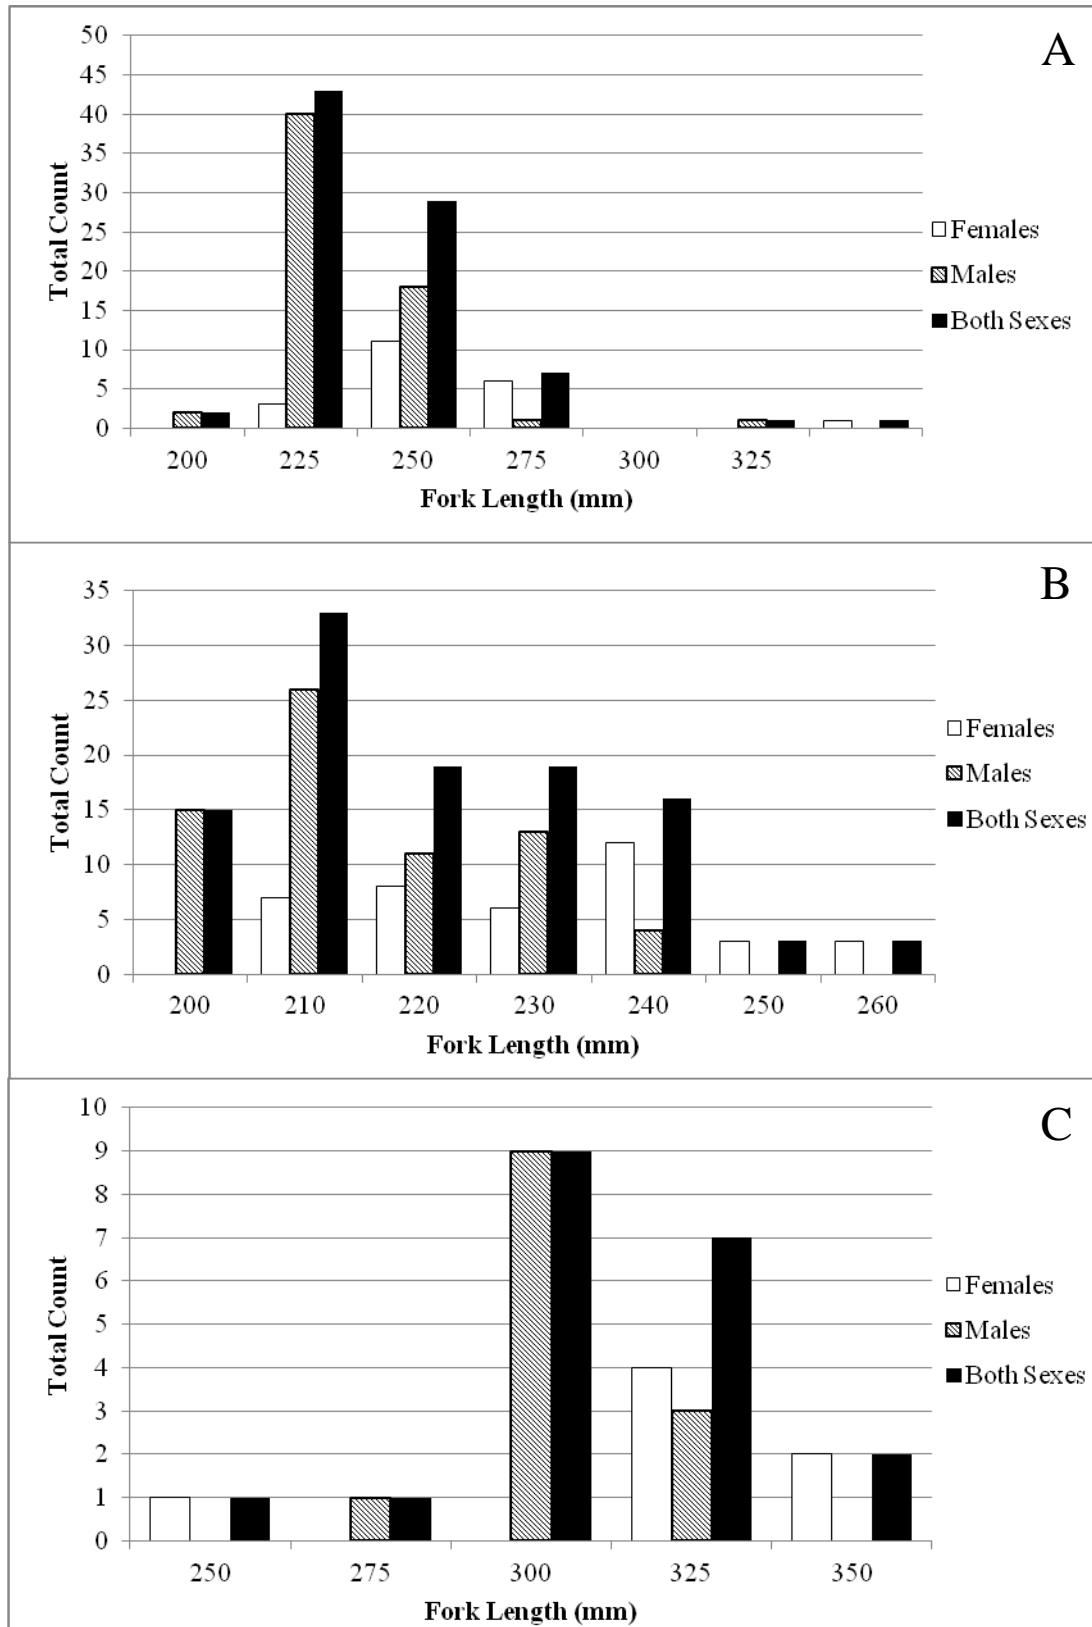 A
50
45
40
35
30
25
20
15
10
5
0
Total Count
200 225 250 275 300 325
Fork Length (mm)
Females
Males
Both Sexes
B
35
30
25
20
15
10
5
0
Total Count
200 210 220 230 240 250 260
Fork Length (mm)
Females
Males
Both Sexes
C
10
9
8
7
6
5
4
3
2
1
0
Total Count
250 275 300 325 350
Fork Length (mm)
Females
Males
Both Sexes